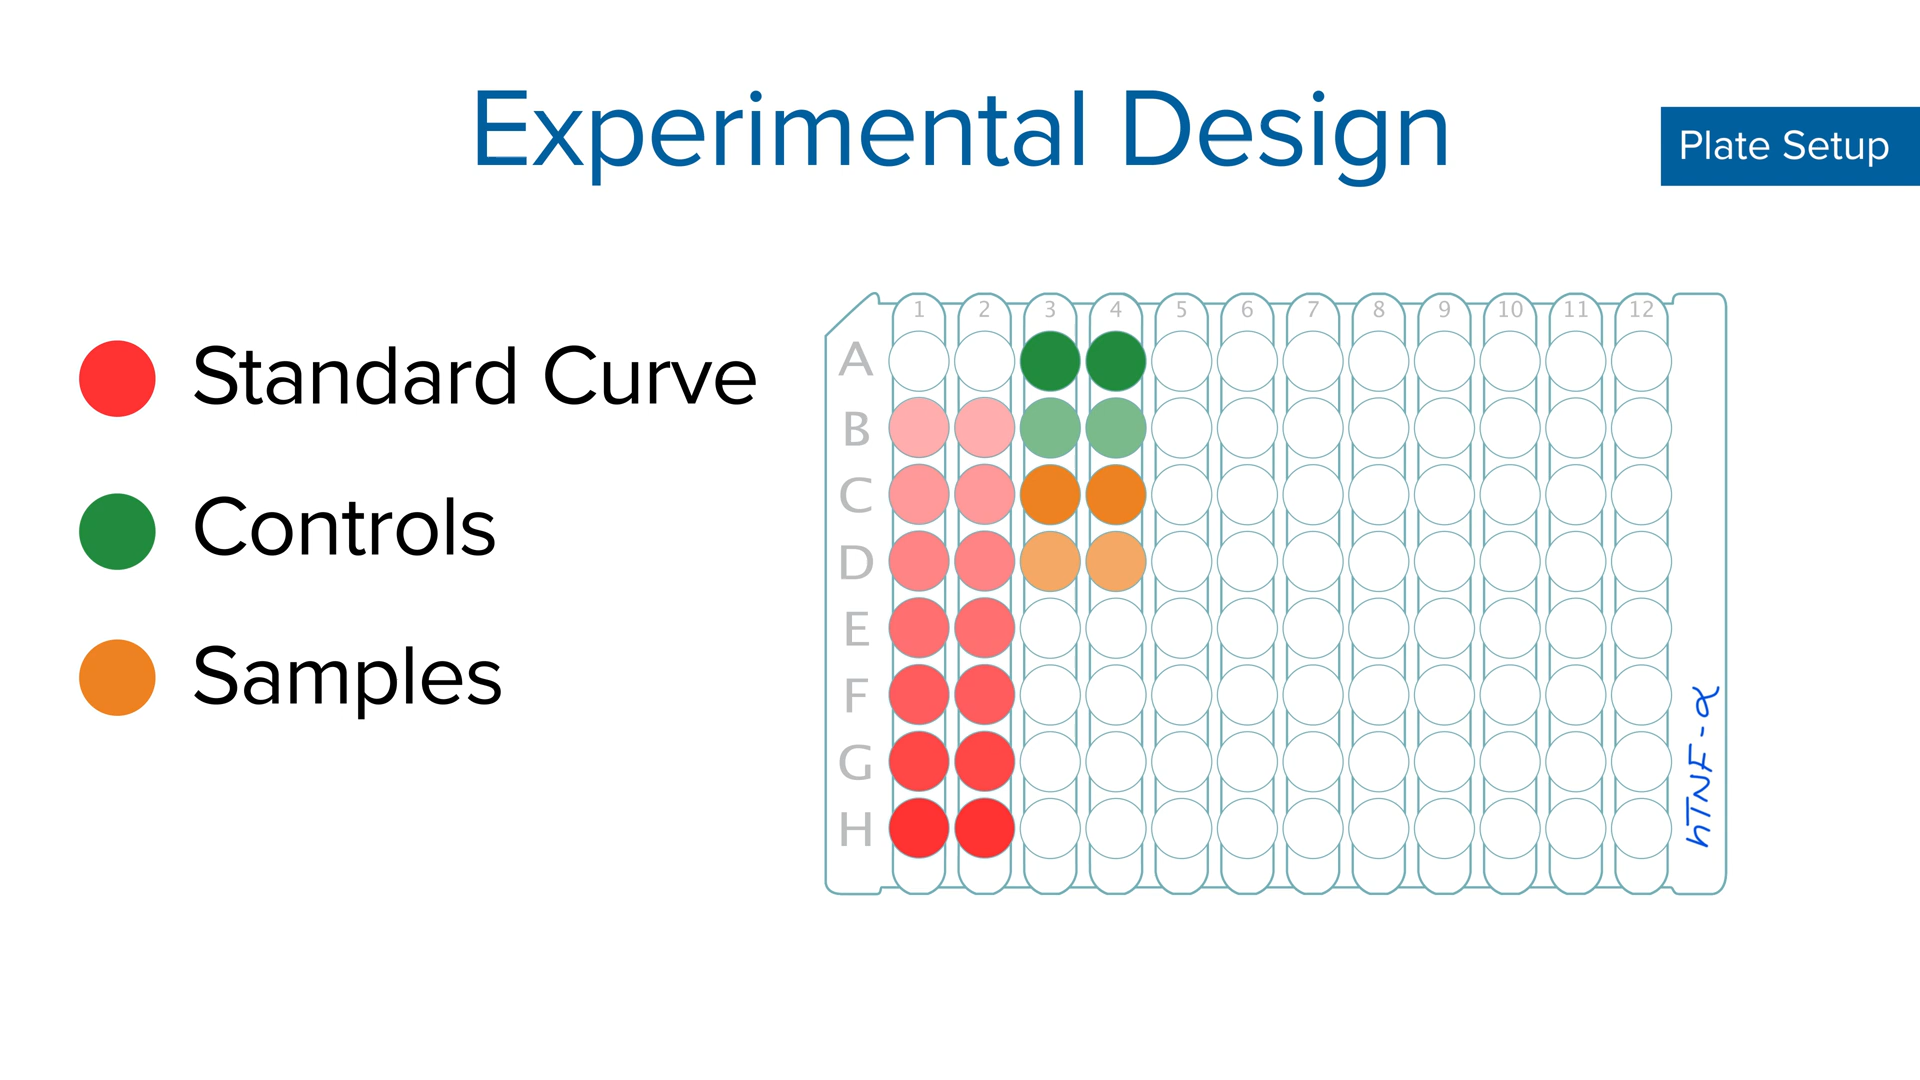 Experimental Design
Plate Setup
Standard Curve
Controls
Samples
1 2 3 4 5 6 7 8 9 10 11 12
A
B
C
D
E
F
G
H
hTNF-α